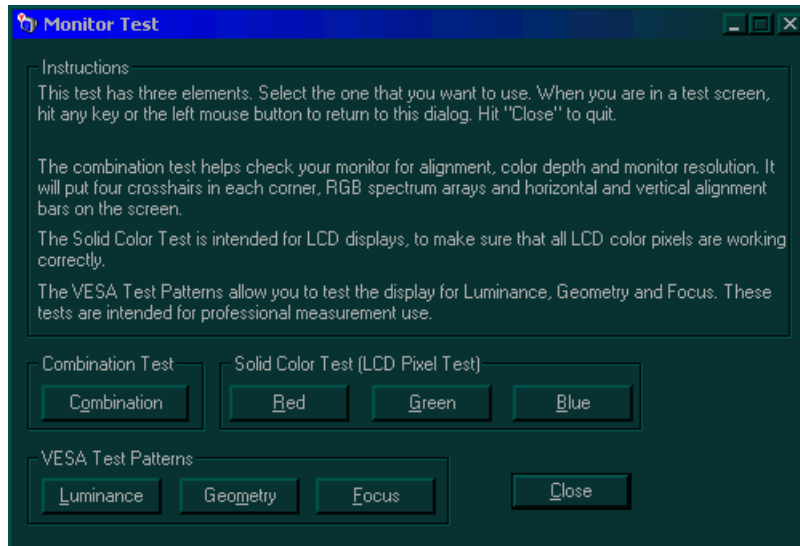 Monitor Test
Instructions
This test has three elements. Select the one that you want to use. When you are in a test screen,
hit any key or the left mouse button to return to this dialog. Hit "Close" to quit.
The combination test helps check your monitor for alignment, color depth and monitor resolution. It
will put four crosshairs in each corner, RGB spectrum arrays and horizontal and vertical alignment
bars on the screen.
The Solid Color Test is intended for LCD displays, to make sure that all LCD color pixels are working
correctly.
The VESA Test Patterns allow you to test the display for Luminance, Geometry and Focus. These
tests are intended for professional measurement use.
Combination Test
Combination
Solid Color Test (LCD Pixel Test)
Red
Green
Blue
VESA Test Patterns
Luminance
Geometry
Focus
Close